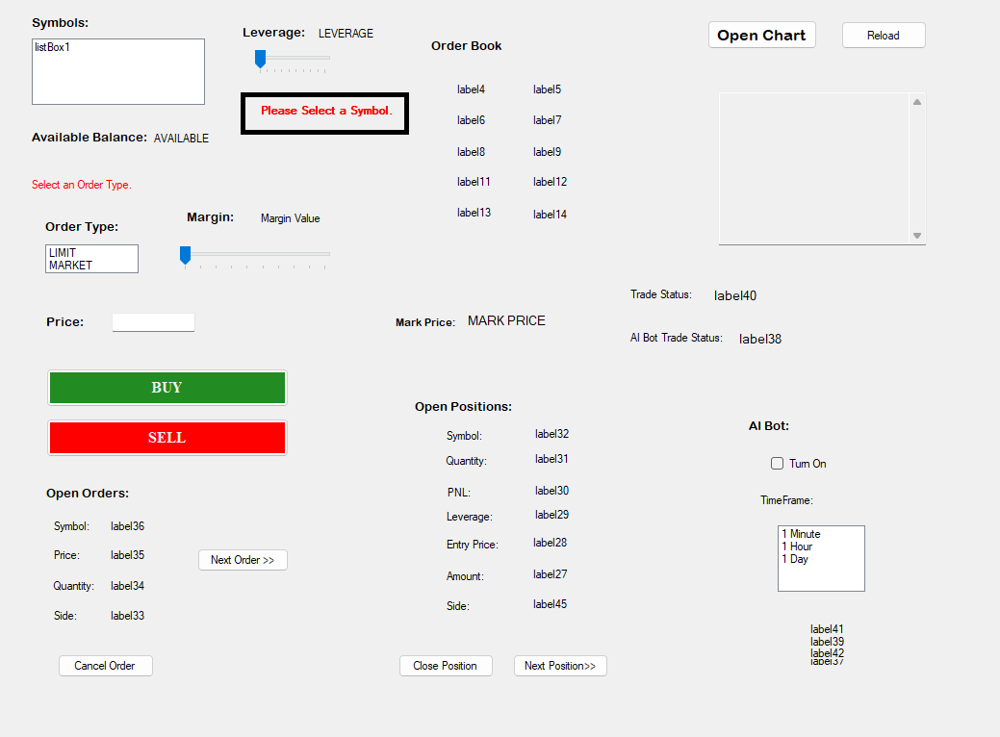 Symbols:
listBox1
Leverage: LEVERAGE
Please Select a Symbol.
Order Book
label4 label5
label6 label7
label8 label9
label11 label12
label13 label14
Open Chart
Reload
Available Balance: AVAILABLE
Select an Order Type.
Order Type:
LIMIT
MARKET
Margin: Margin Value
Price:
Mark Price: MARK PRICE
Trade Status: label40
AI Bot Trade Status: label38
BUY
SELL
Open Orders:
Symbol: label36
Price: label35
Quantity: label34
Side: label33
Next Order >>
Cancel Order
Open Positions:
Symbol: label32
Quantity: label31
PNL: label30
Leverage: label29
Entry Price: label28
Amount: label27
Side: label45
Close Position
Next Position>>
AI Bot:
Turn On
TimeFrame:
1 Minute
1 Hour
1 Day
label41
label39
label42
label37